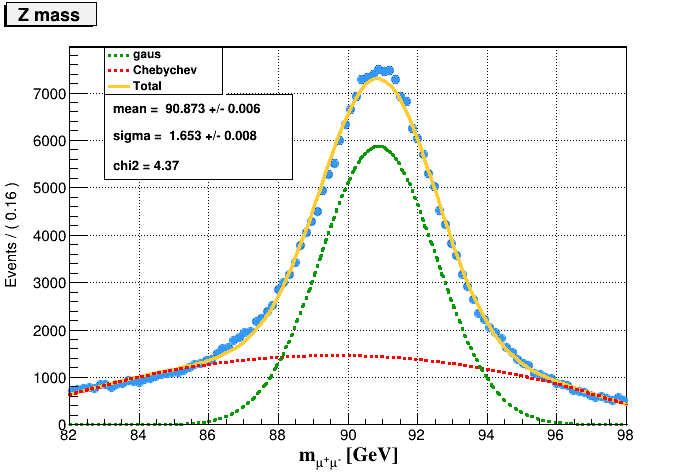 Z mass
gaus
Chebychev
Total
mean = 90.873 +/- 0.006
sigma = 1.653 +/- 0.008
chi2 = 4.37
Events / ( 0.16 )
7000
6000
5000
4000
3000
2000
1000
0
82 84 86 88 90 92 94 96 98
m_μ⁺μ⁻ [GeV]